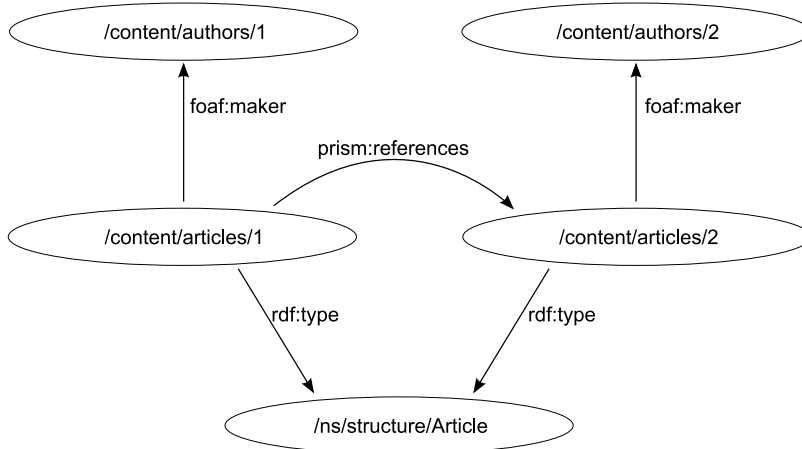 /content/authors/1
/content/authors/2
foaf:maker
foaf:maker
prism:references
/content/articles/1
/content/articles/2
rdf:type
rdf:type
/ns/structure/Article